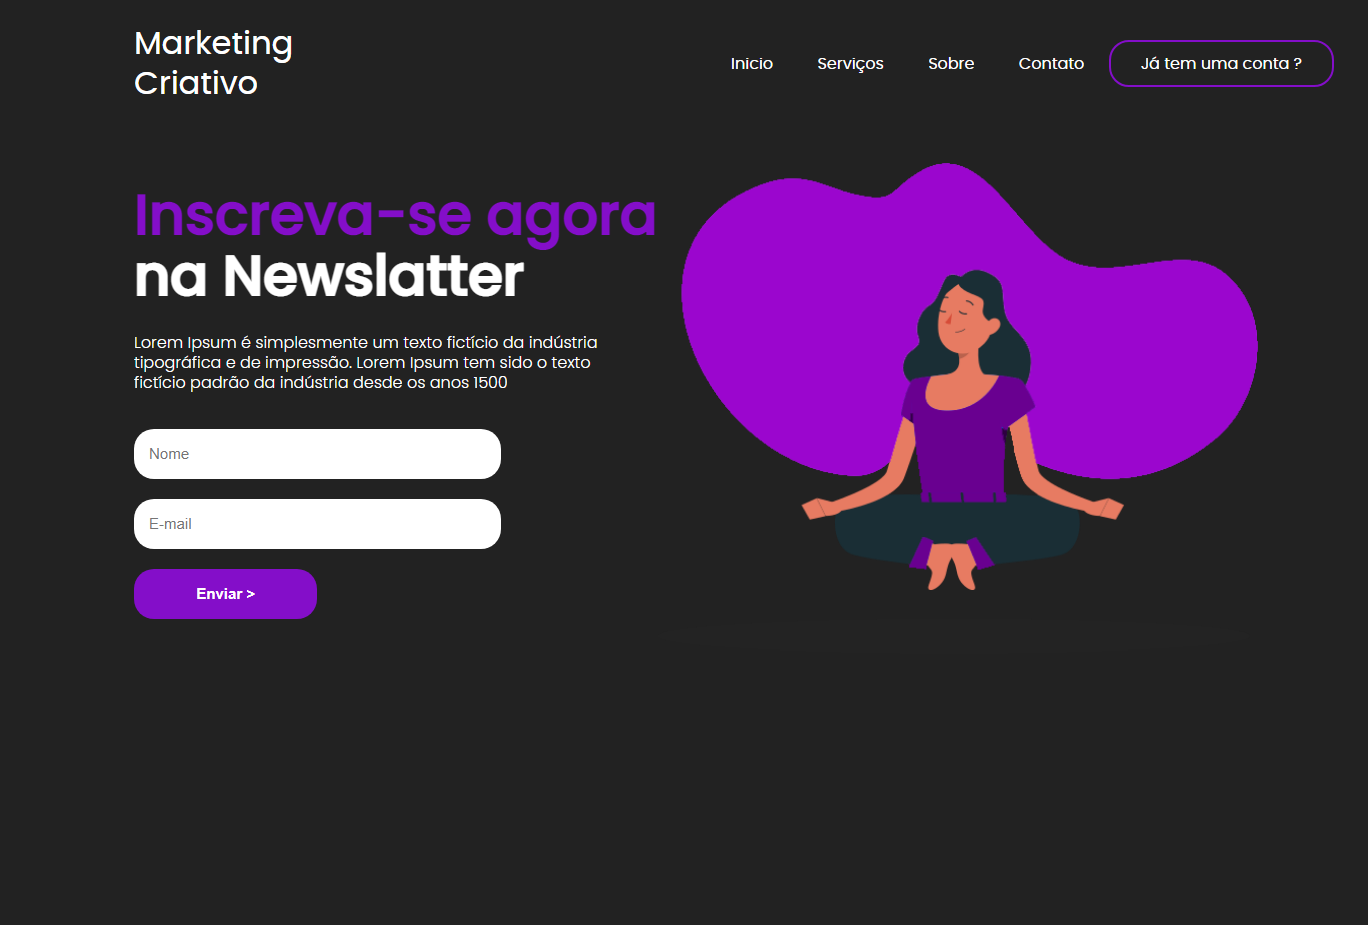 Marketing
Criativo
Inicio Serviços Sobre Contato Já tem uma conta ?
Inscreva-se agora
na Newslatter
Lorem Ipsum é simplesmente um texto fictício da indústria
tipográfica e de impressão. Lorem Ipsum tem sido o texto
fictício padrão da indústria desde os anos 1500
Nome
E-mail
Enviar >